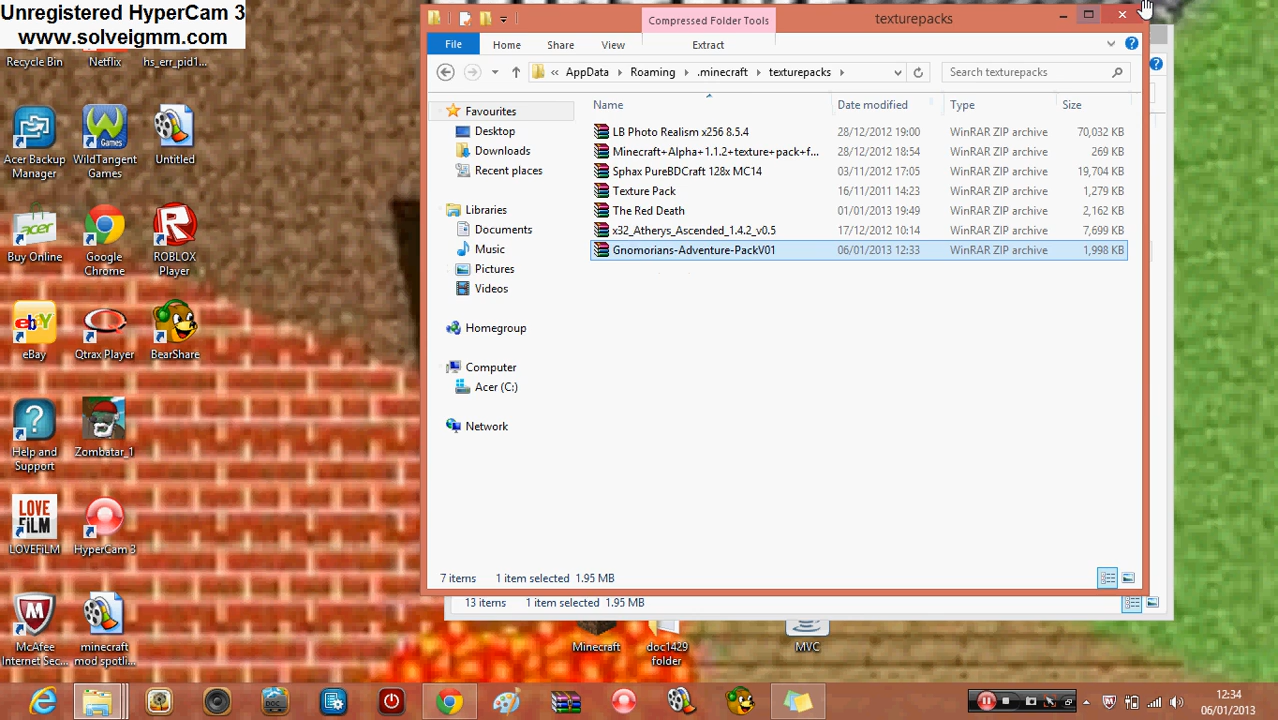 Unregistered HyperCam 3
www.solveigmm.com
Recycle Bin
Netflix
hs_err_pid1...
Acer Backup Manager
WildTangent Games
Untitled
Buy Online
Google Chrome
ROBLOX Player
eBay
Qtrax Player
BearShare
Help and Support
Zombatar_1
LOVEFiLM
HyperCam 3
McAfee Internet Sec...
minecraft mod spotli...
Compressed Folder Tools
texturepacks
File
Home
Share
View
Extract
« AppData Roaming .minecraft texturepacks
Search texturepacks
Name Date modified Type Size
LB Photo Realism x256 8.5.4 28/12/2012 19:00 WinRAR ZIP archive 70,032 KB
Minecraft+Alpha+1.1.2+texture+pack+f... 28/12/2012 18:54 WinRAR ZIP archive 269 KB
Sphax PureBDCraft 128x MC14 03/11/2012 17:05 WinRAR ZIP archive 19,704 KB
Texture Pack 16/11/2011 14:23 WinRAR ZIP archive 1,279 KB
The Red Death 01/01/2013 19:49 WinRAR ZIP archive 2,162 KB
x32_Atherys_Ascended_1.4.2_v0.5 17/12/2012 10:14 WinRAR ZIP archive 7,699 KB
Gnomorians-Adventure-PackV01 06/01/2013 12:33 WinRAR ZIP archive 1,998 KB
Favourites
Desktop
Downloads
Recent places
Libraries
Documents
Music
Pictures
Videos
Homegroup
Computer
Acer (C:)
Network
7 items 1 item selected 1.95 MB
13 items 1 item selected 1.95 MB
Minecraft
doc1429 folder
MVC
12:34
06/01/2013